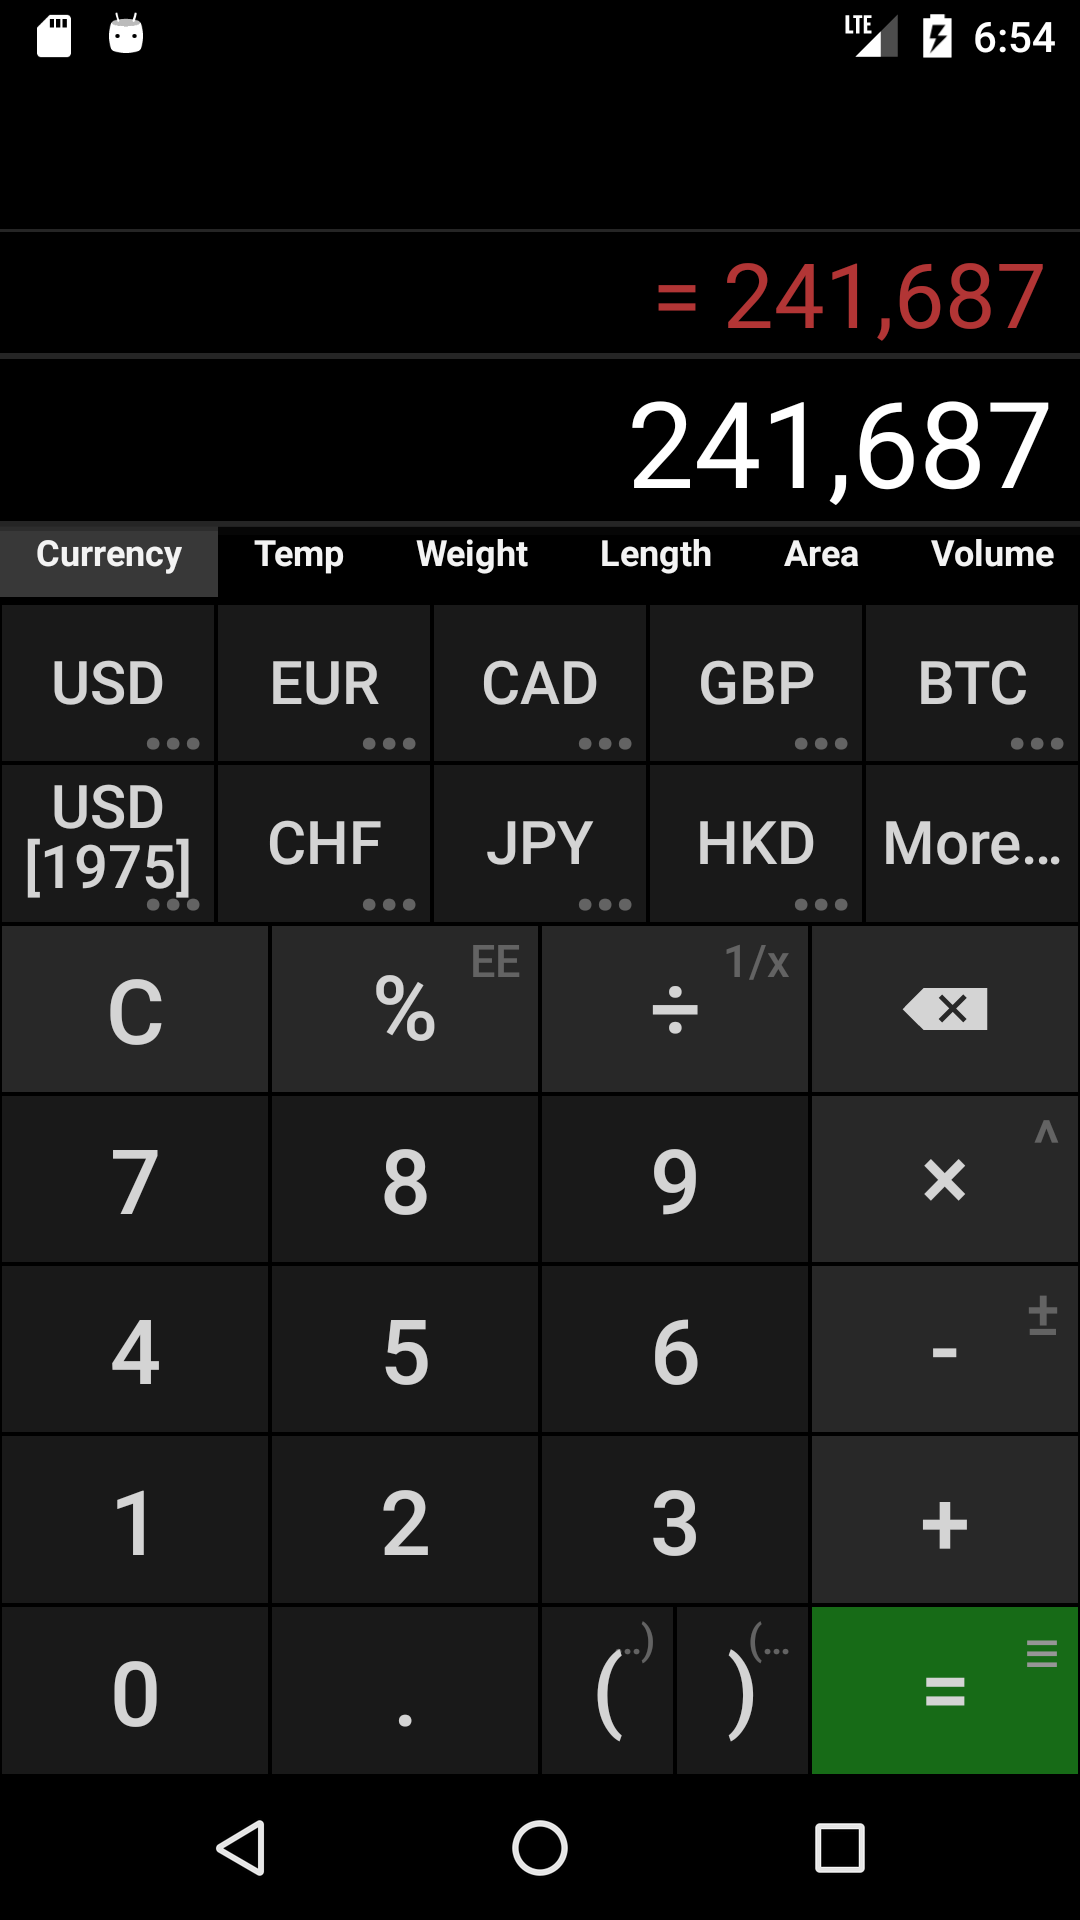 LTE 6:54
= 241,687
241,687
Currency Temp Weight Length Area Volume
USD EUR CAD GBP BTC
USD [1975] CHF JPY HKD More...
C % EE ÷ 1/x
7 8 9 × ^
4 5 6 - ±
1 2 3 +
0 . ( ..) ) (... =